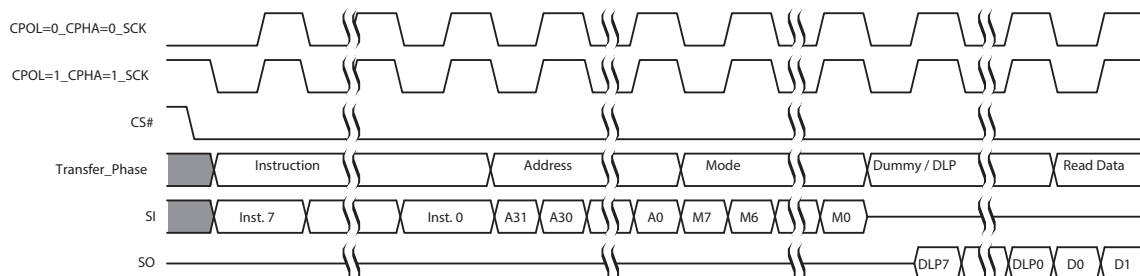 CPOL=0_CPHA=0_SCK
CPOL=1_CPHA=1_SCK
CS#
Transfer_Phase Instruction Address Mode Dummy / DLP Read Data
SI Inst. 7 Inst. 0 A31 A30 A0 M7 M6 M0
SO DLP7 DLP0 D0 D1